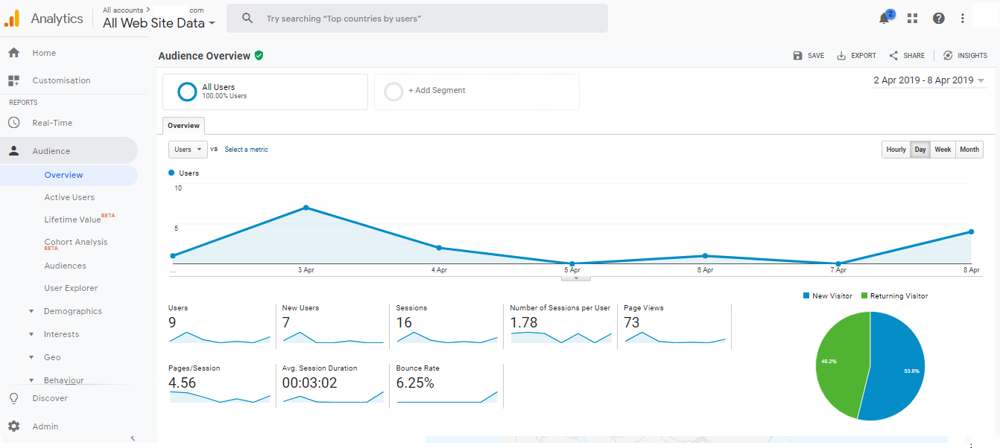 Analytics
All accounts > .com
All Web Site Data
Try searching “Top countries by users”
2
Home
Customisation
REPORTS
Real-Time
Audience
Overview
Active Users
Lifetime Value BETA
Cohort Analysis
BETA
Audiences
User Explorer
Demographics
Interests
Geo
Behaviour
Discover
Admin
Audience Overview
SAVE
EXPORT
SHARE
INSIGHTS
All Users
100.00% Users
+ Add Segment
2 Apr 2019 - 8 Apr 2019
Overview
Users
vs
Select a metric
Hourly
Day
Week
Month
Users
10
5
...
3 Apr
4 Apr
5 Apr
6 Apr
7 Apr
8 Apr
Users
9
New Users
7
Sessions
16
Number of Sessions per User
1.78
Page Views
73
Pages/Session
4.56
Avg. Session Duration
00:03:02
Bounce Rate
6.25%
New Visitor
Returning Visitor
46.2%
53.8%